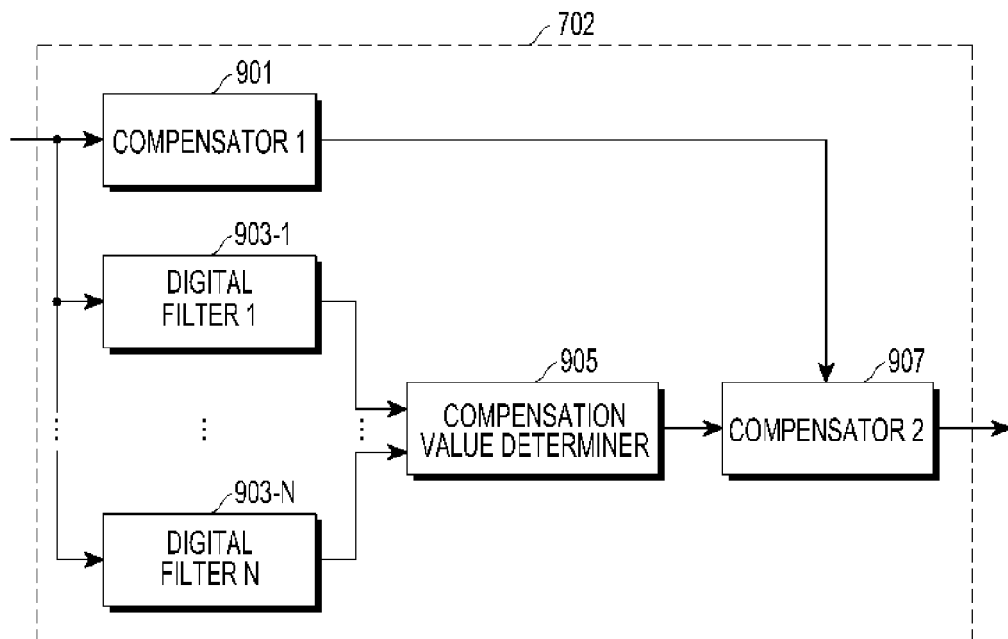 702
901
COMPENSATOR 1
903-1
DIGITAL
FILTER 1
905
COMPENSATION
VALUE DETERMINER
907
COMPENSATOR 2
903-N
DIGITAL
FILTER N